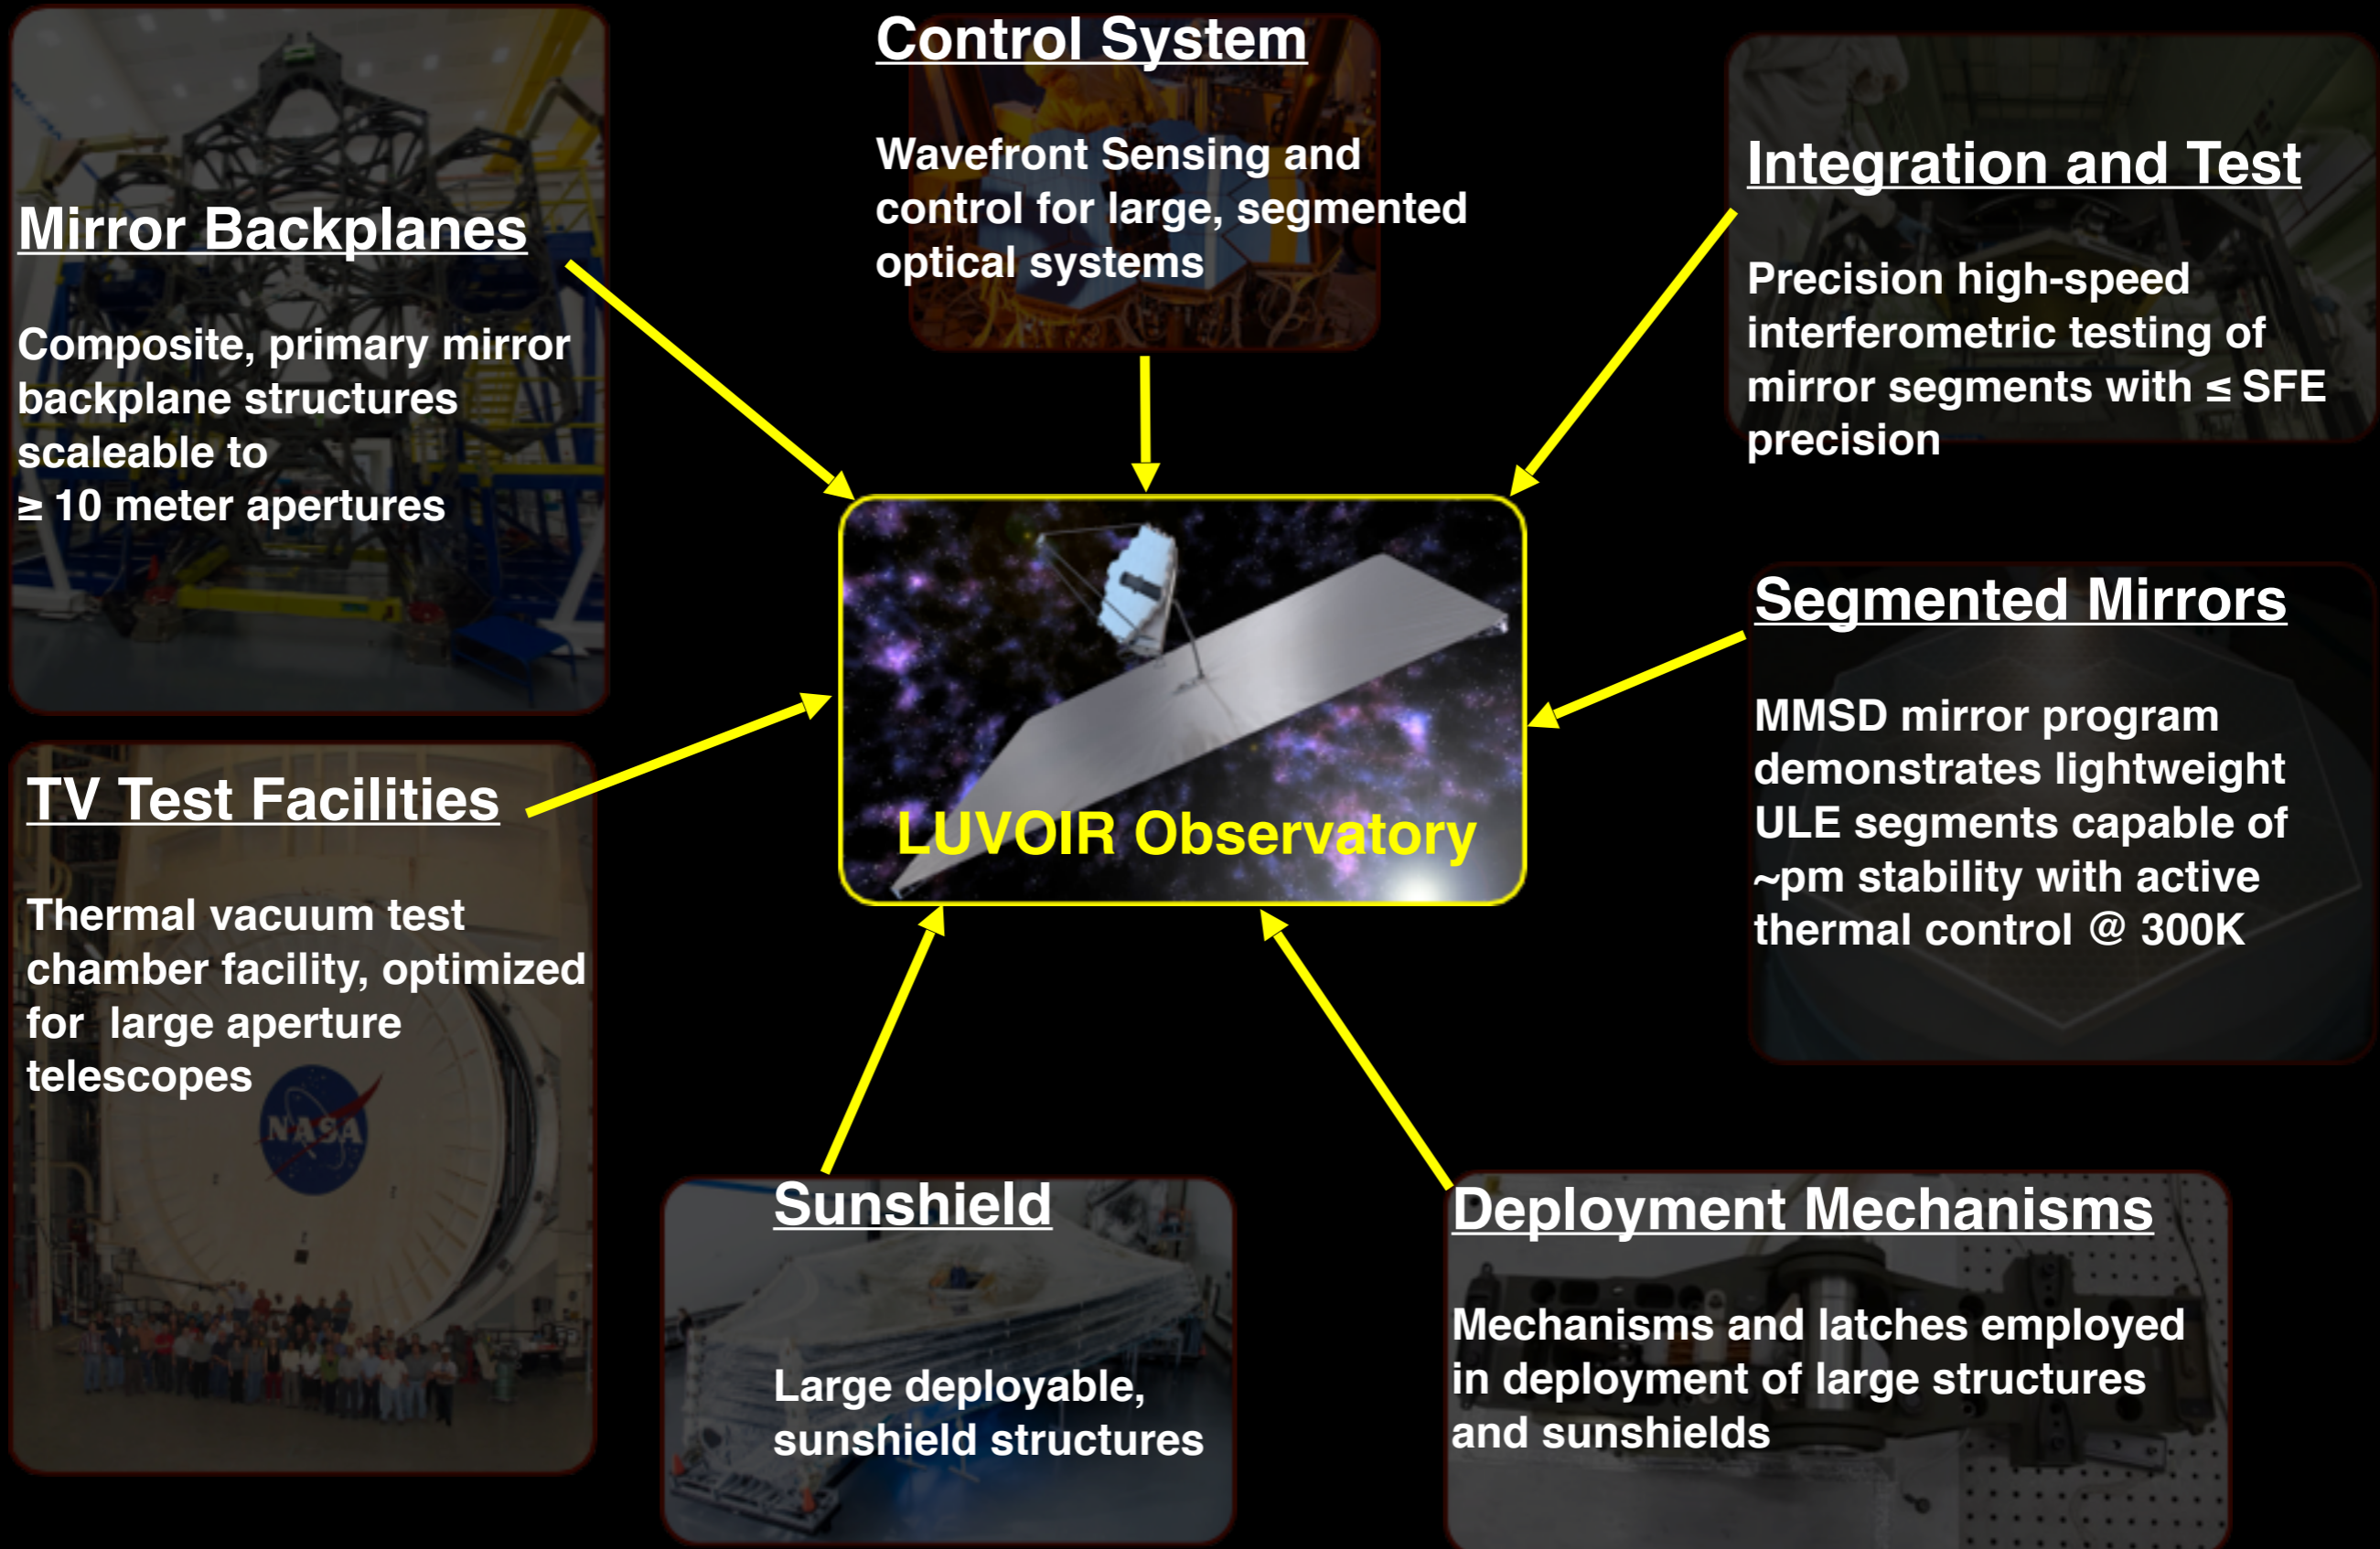 Control System
Wavefront Sensing and
control for large, segmented
optical systems
Mirror Backplanes
Composite, primary mirror
backplane structures
scaleable to
≥ 10 meter apertures
Integration and Test
Precision high-speed
interferometric testing of
mirror segments with ≤ SFE
precision
LUVOIR Observatory
Segmented Mirrors
MMSD mirror program
demonstrates lightweight
ULE segments capable of
~pm stability with active
thermal control @ 300K
TV Test Facilities
Thermal vacuum test
chamber facility, optimized
for  large aperture
telescopes
NASA
Sunshield
Large deployable,
sunshield structures
Deployment Mechanisms
Mechanisms and latches employed
in deployment of large structures
and sunshields